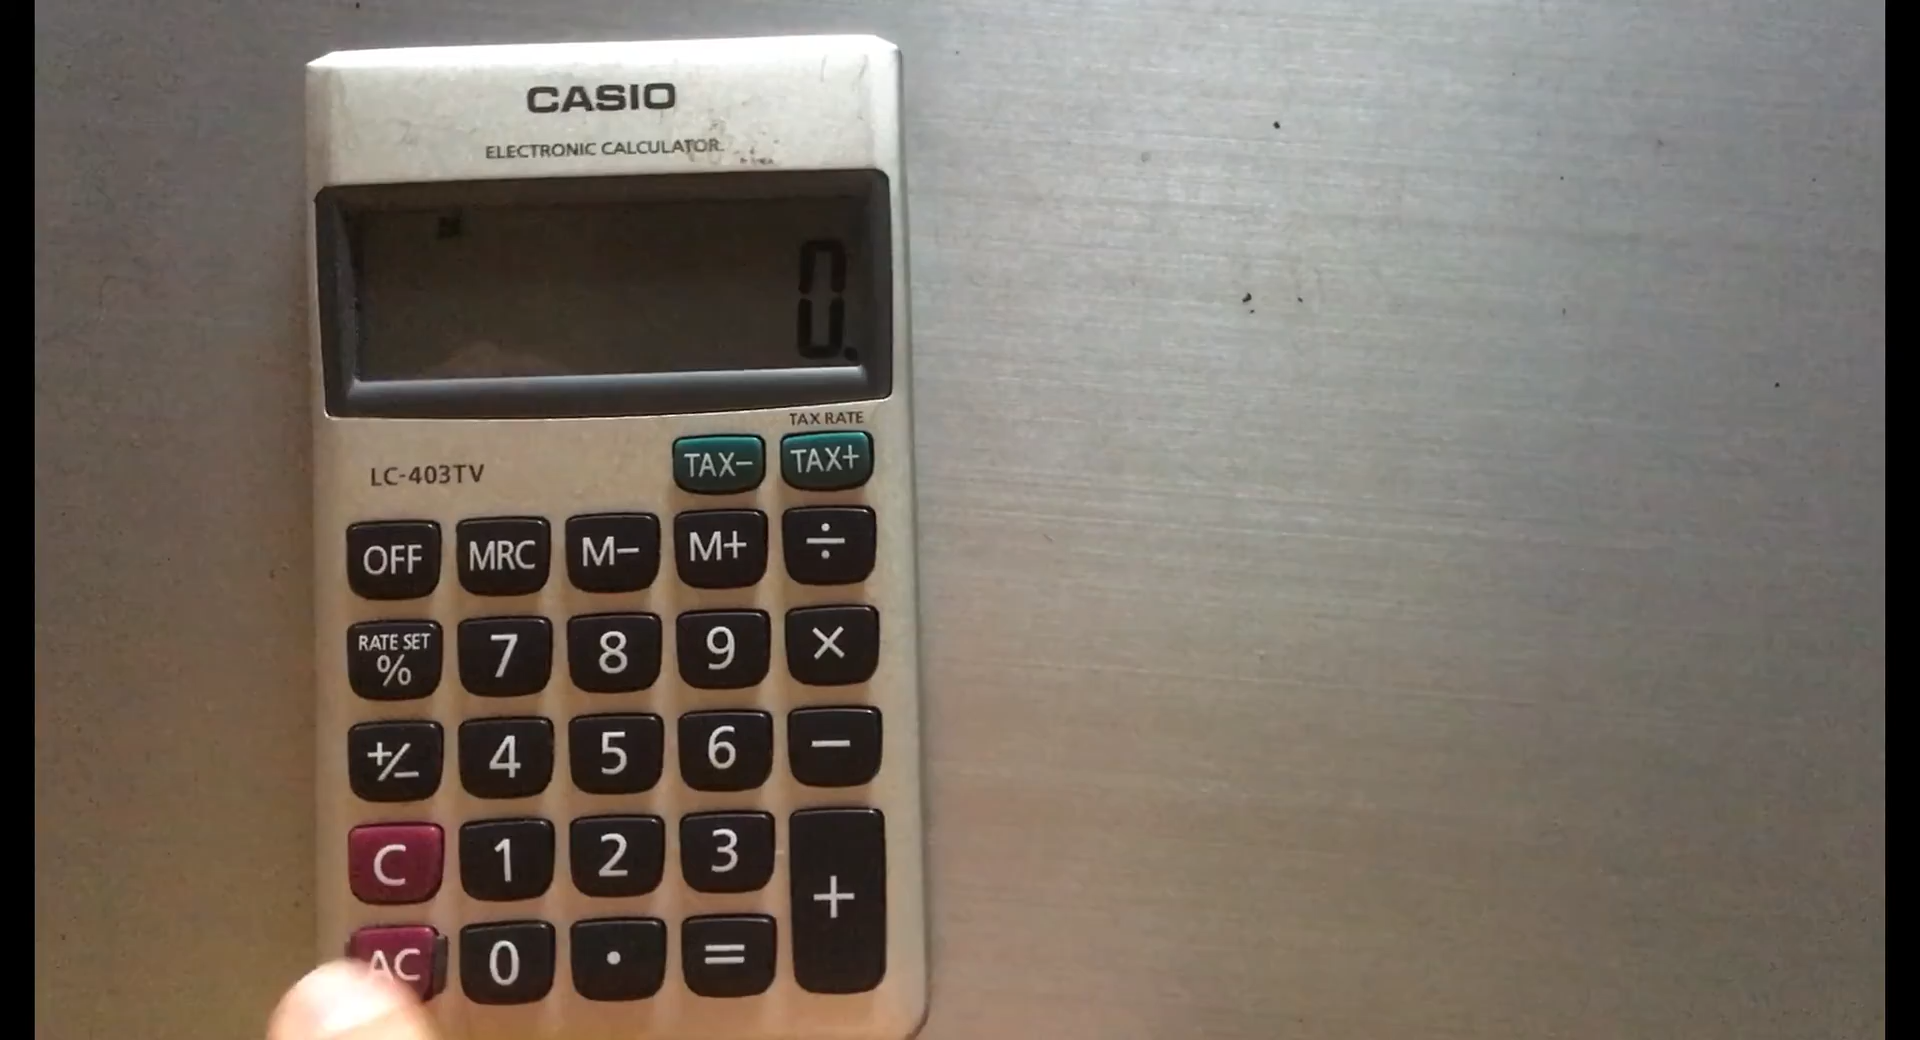 CASIO
ELECTRONIC CALCULATOR
0.
TAX RATE
LC-403TV TAX− TAX+
OFF MRC M− M+ ÷
RATE SET
% 7 8 9 ×
+/− 4 5 6 −
C 1 2 3 +
AC 0 • =